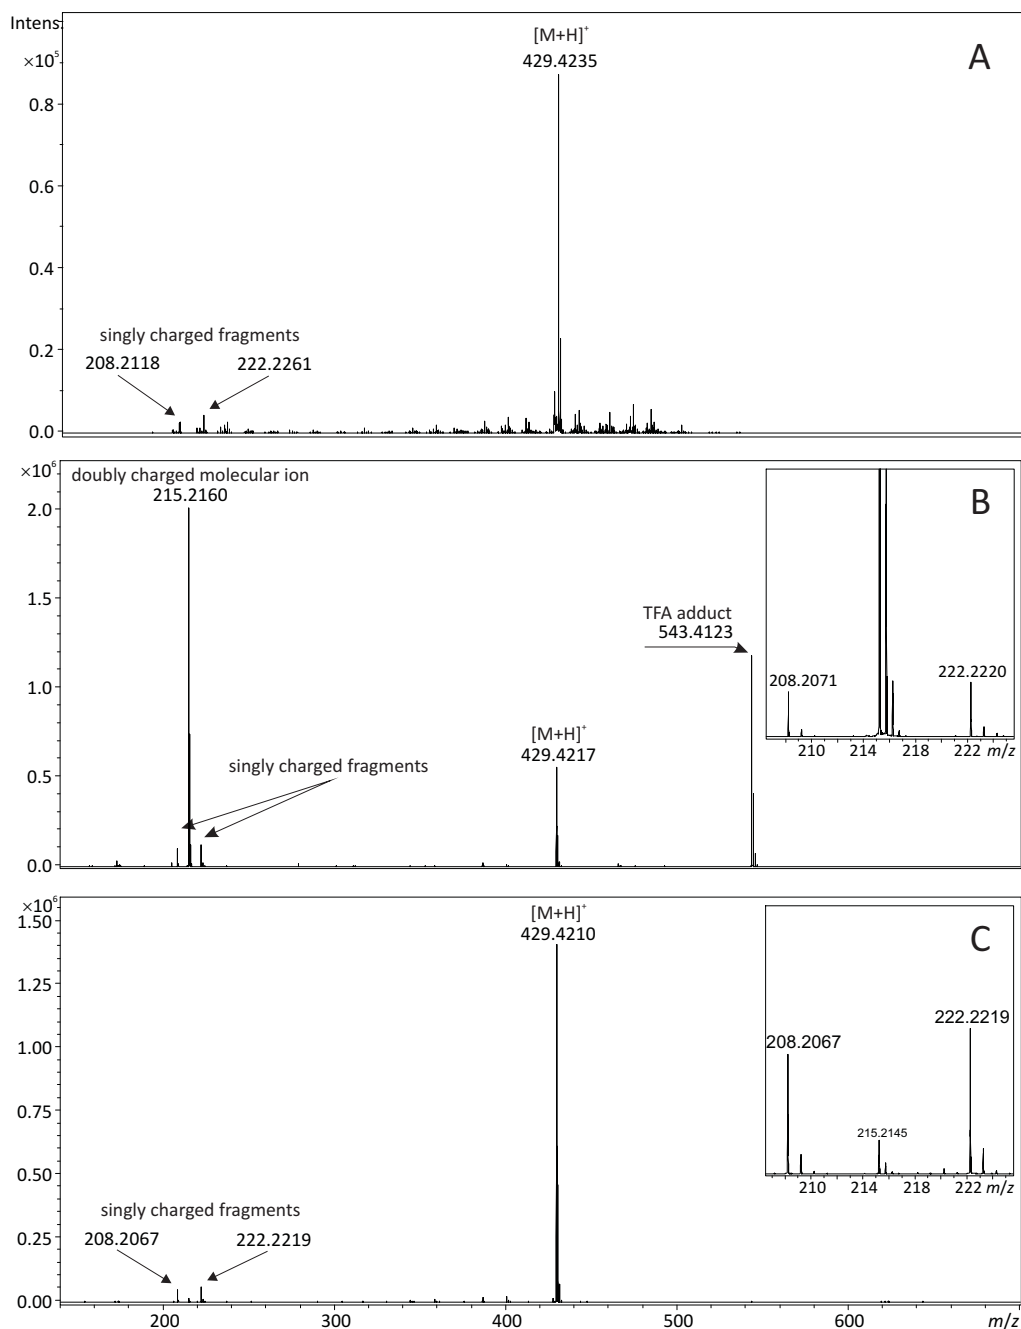 Intens.
×10⁵
[M+H]⁺
429.4235
A
0.8
0.6
0.4
0.2
0.0
singly charged fragments
208.2118
222.2261
×10⁶
doubly charged molecular ion
215.2160
B
2.0
1.5
1.0
0.5
0.0
TFA adduct
543.4123
[M+H]⁺
429.4217
singly charged fragments
208.2071
222.2220
210 214 218 222 m/z
×10⁶
[M+H]⁺
429.4210
C
1.50
1.25
1.00
0.75
0.50
0.25
0.00
222.2219
208.2067
215.2145
210 214 218 222 m/z
singly charged fragments
208.2067 222.2219
200 300 400 500 600 m/z